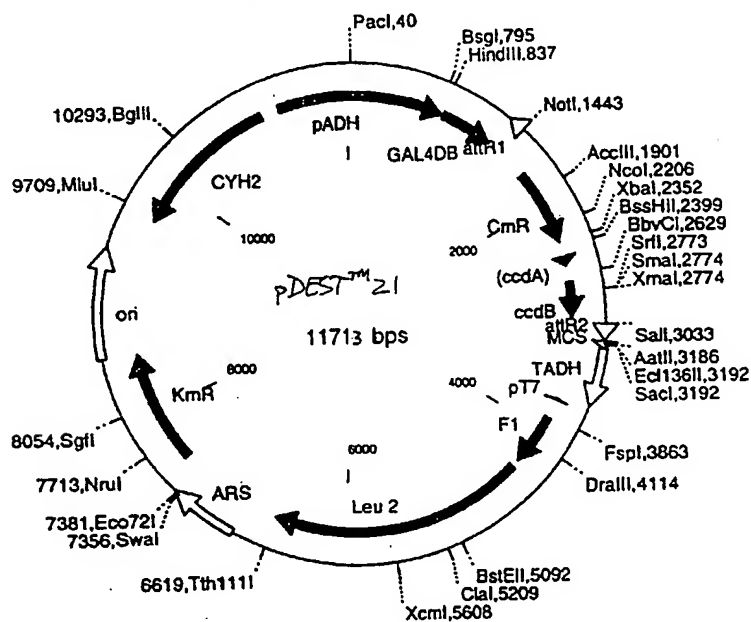 PacI,40
BsgI,795
HindIII,837
NotI,1443
AccIII,1901
NcoI,2206
XbaI,2352
BssHII,2399
BbvCI,2629
SrfI,2773
SmaI,2774
XmaI,2774
SalI,3033
AatII,3186
Ecl136II,3192
SacI,3192
FspI,3863
DraIII,4114
BstEII,5092
ClaI,5209
XcmI,5608
6619,Tth111I
7356,SwaI
7381,Eco72I
7713,NruI
8054,SgfI
9709,MluI
10293,BglII
pADH
GAL4DB
attR1
CmR
(ccdA)
ccdB
attR2
MCS
TADH
pT7
F1
Leu 2
ARS
KmR
ori
CYH2
2000
4000
6000
8000
10000
pDEST™21
11713 bps